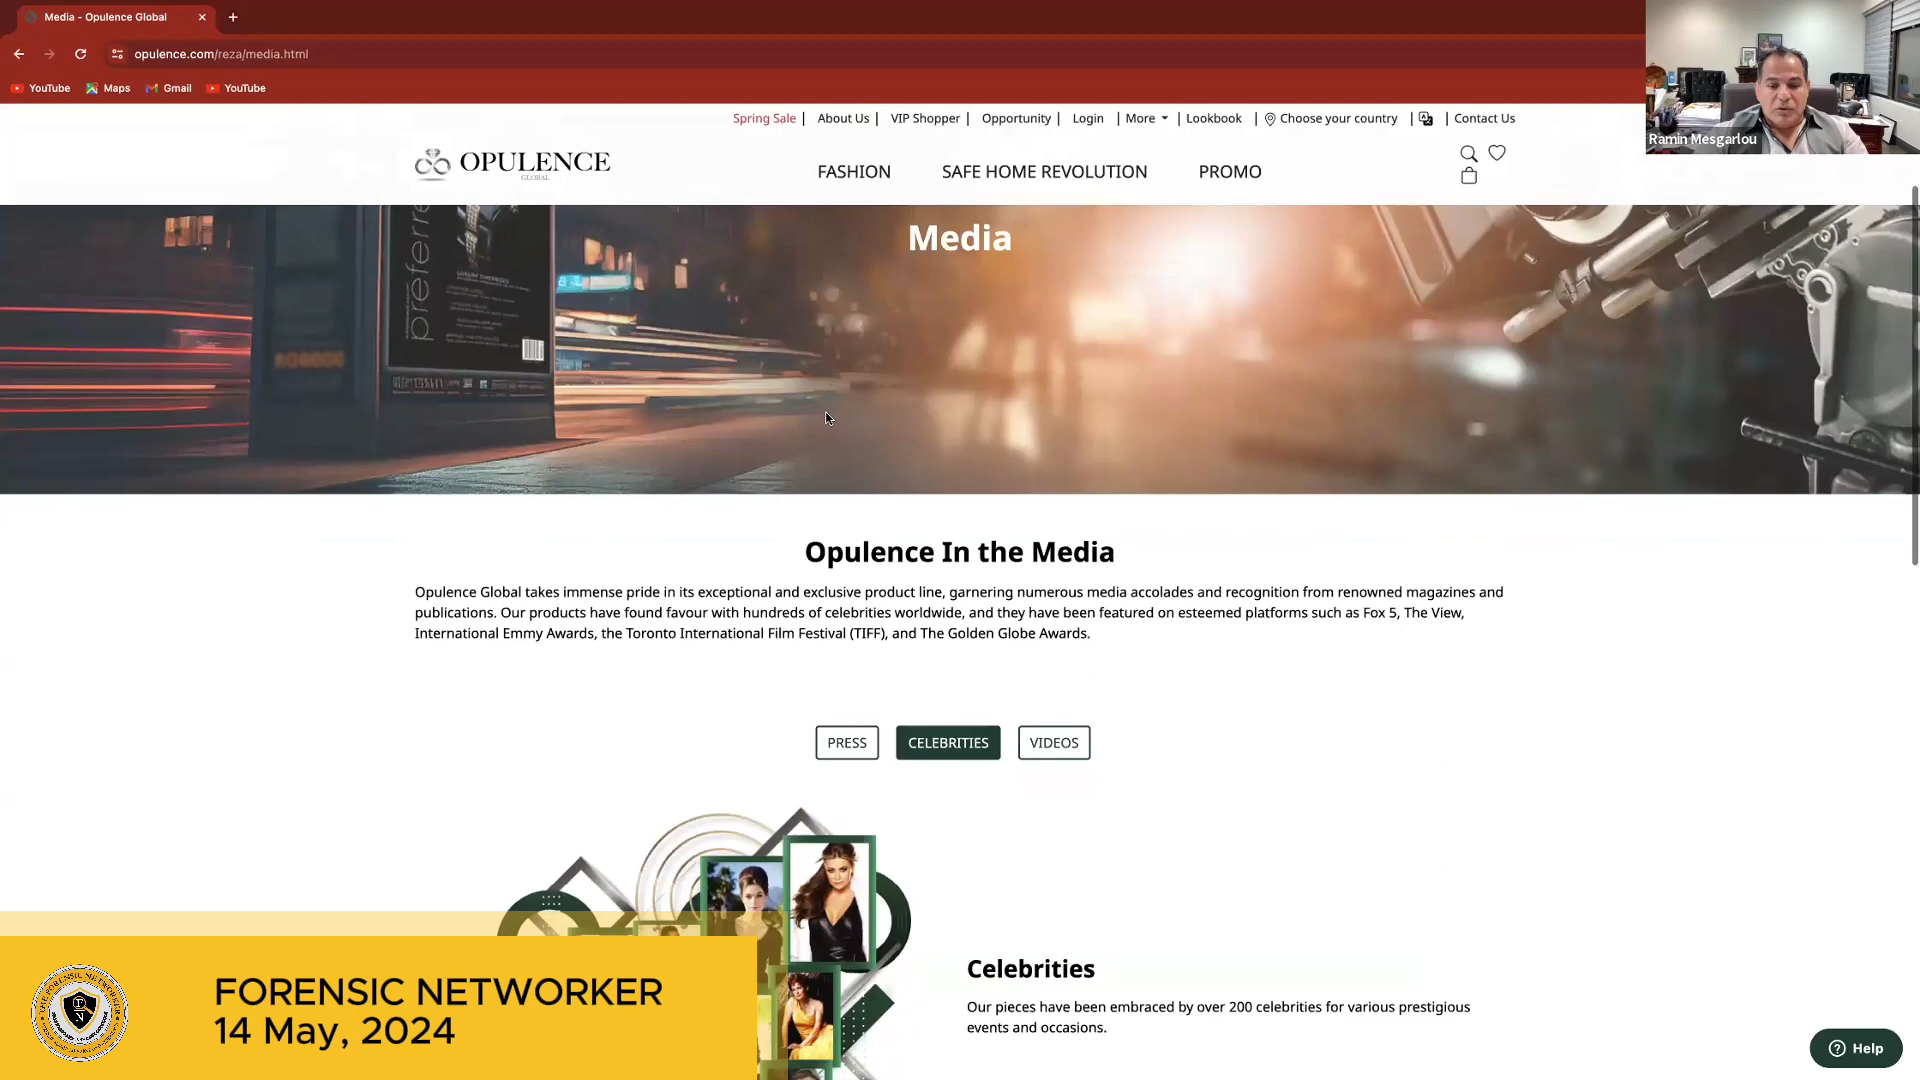 Media - Opulence Global
opulence.com/reza/media.html
YouTube Maps Gmail YouTube
Ramin Mesgarlou
Spring Sale | About Us | VIP Shopper | Opportunity | Login | More | Lookbook | Choose your country | | Contact Us
OPULENCE
GLOBAL
FASHION SAFE HOME REVOLUTION PROMO
Media
preferr
Opulence In the Media
Opulence Global takes immense pride in its exceptional and exclusive product line, garnering numerous media accolades and recognition from renowned magazines and
publications. Our products have found favour with hundreds of celebrities worldwide, and they have been featured on esteemed platforms such as Fox 5, The View,
International Emmy Awards, the Toronto International Film Festival (TIFF), and The Golden Globe Awards.
PRESS CELEBRITIES VIDEOS
Celebrities
Our pieces have been embraced by over 200 celebrities for various prestigious
events and occasions.
FORENSIC NETWORKER
14 May, 2024
Help